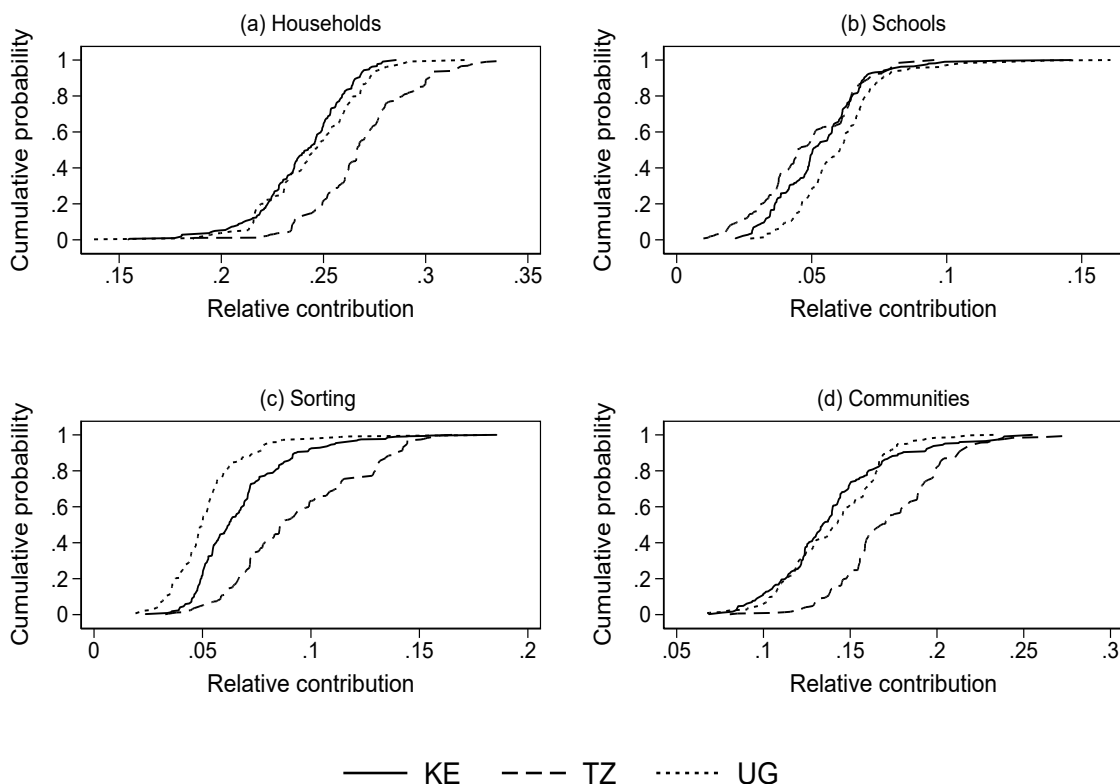 (a) Households
Cumulative probability
1
.8
.6
.4
.2
0
.15 .2 .25 .3 .35
Relative contribution
(b) Schools
Cumulative probability
1
.8
.6
.4
.2
0
0 .05 .1 .15
Relative contribution
(c) Sorting
Cumulative probability
1
.8
.6
.4
.2
0
0 .05 .1 .15 .2
Relative contribution
(d) Communities
Cumulative probability
1
.8
.6
.4
.2
0
.05 .1 .15 .2 .25 .3
Relative contribution
KE TZ UG